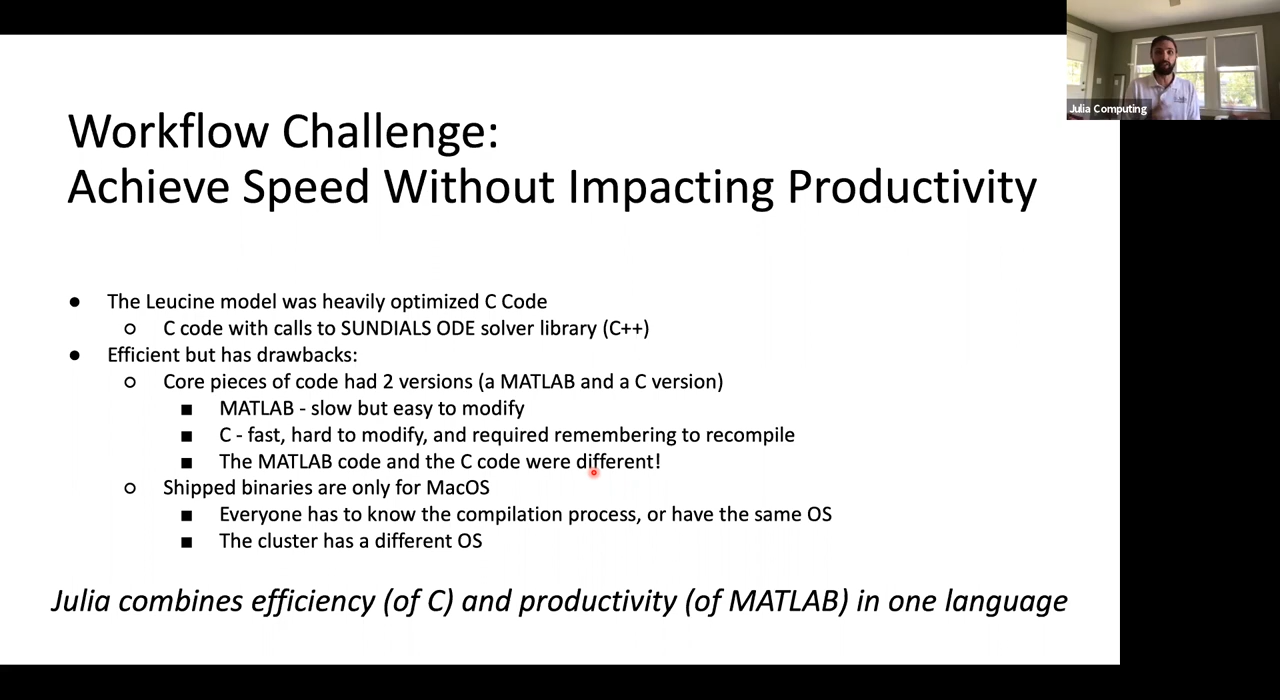 Julia Computing
Workflow Challenge:
Achieve Speed Without Impacting Productivity
● The Leucine model was heavily optimized C Code
○ C code with calls to SUNDIALS ODE solver library (C++)
● Efficient but has drawbacks:
○ Core pieces of code had 2 versions (a MATLAB and a C version)
■ MATLAB - slow but easy to modify
■ C - fast, hard to modify, and required remembering to recompile
■ The MATLAB code and the C code were different!
○ Shipped binaries are only for MacOS
■ Everyone has to know the compilation process, or have the same OS
■ The cluster has a different OS
Julia combines efficiency (of C) and productivity (of MATLAB) in one language